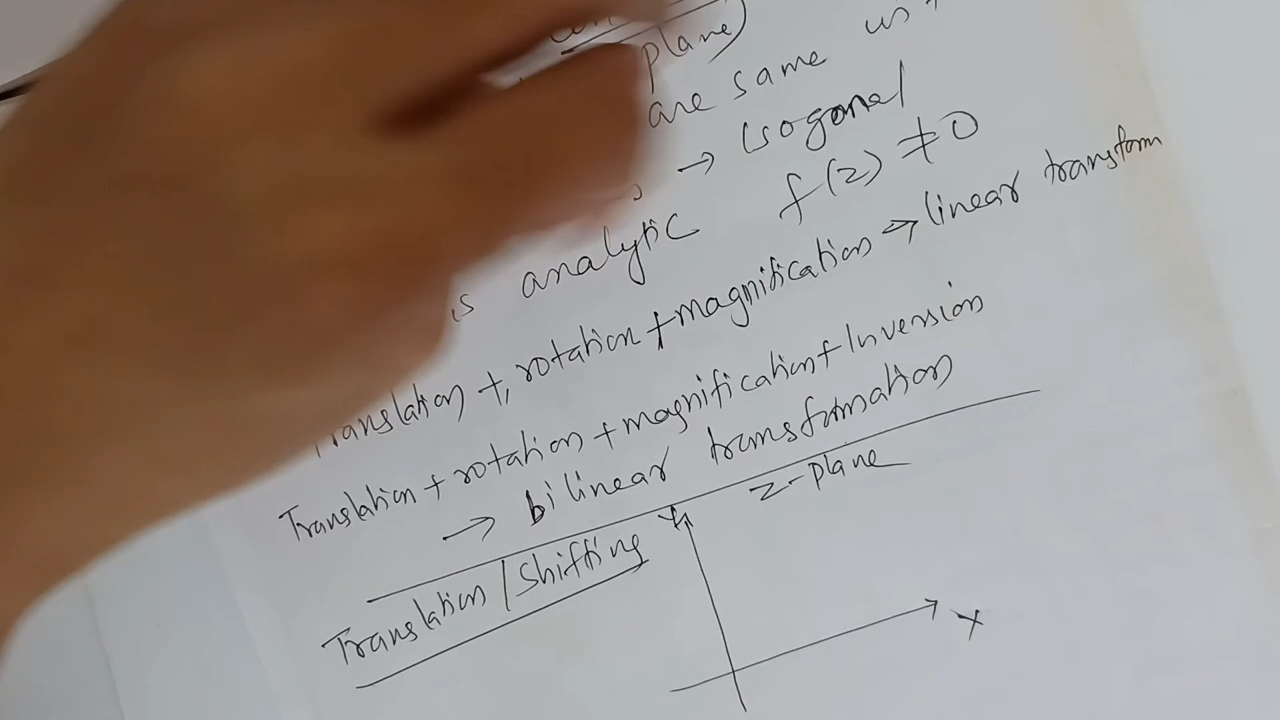 plane)
are same
→ Isogonal
is analytic f(z) ≠ 0
Translation +, rotation + magnification → linear transform
Translation + rotation + magnification + Inversion
→ bilinear transformation
Translation / Shifting
z-plane
Y
X